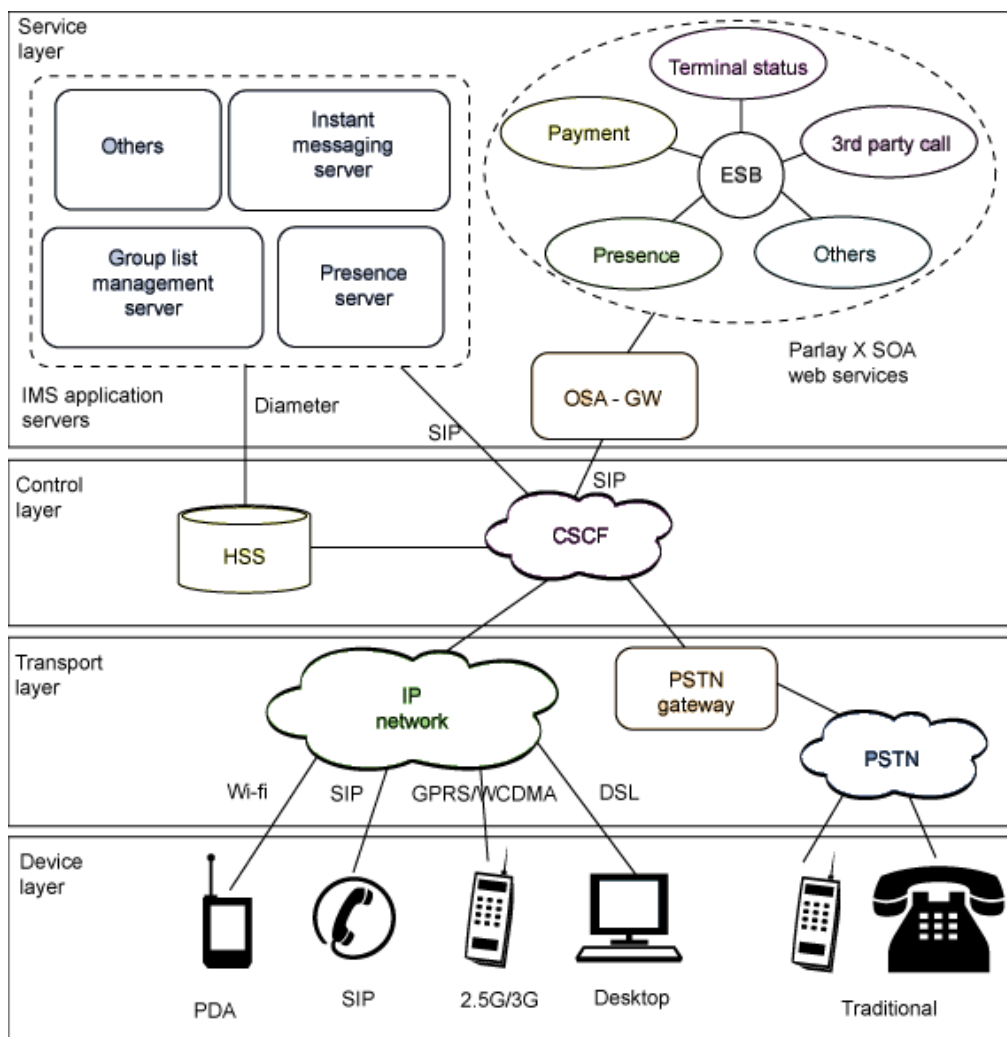 Service
layer
Others
Instant
messaging
server
Group list
management
server
Presence
server
IMS application
servers
Terminal status
Payment
3rd party call
ESB
Presence
Others
Parlay X SOA
web services
OSA - GW
Diameter
SIP
SIP
Control
layer
HSS
CSCF
Transport
layer
IP
network
PSTN
gateway
PSTN
Wi-fi
SIP
GPRS/WCDMA
DSL
Device
layer
PDA
SIP
2.5G/3G
Desktop
Traditional